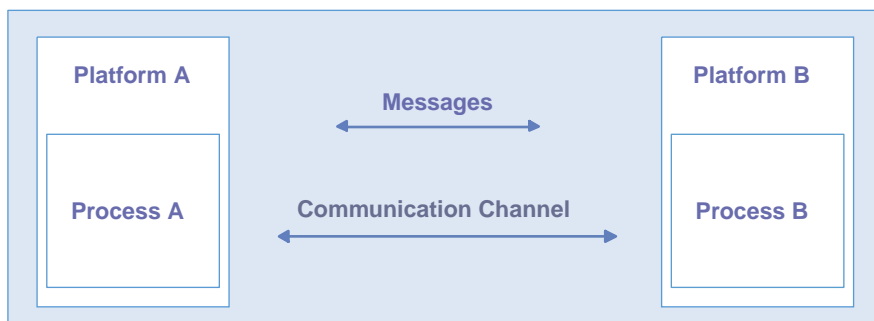 Platform A
Platform B
Messages
Process A
Communication Channel
Process B